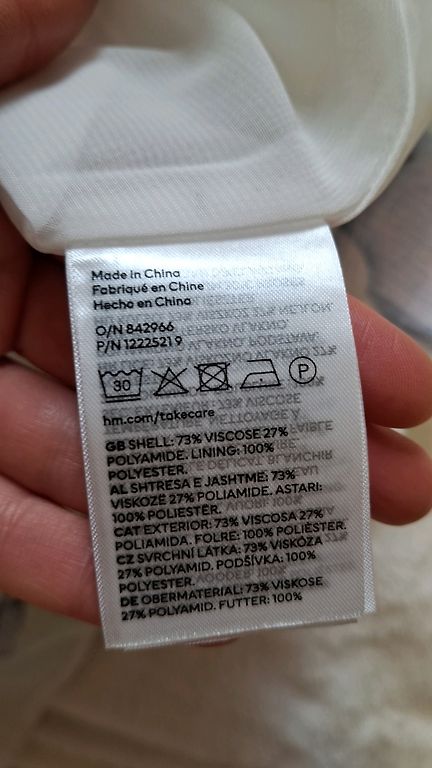 Made in China
Fabriqué en Chine
Hecho en China
O/N 842966
P/N 1222521 9
30 P
hm.com/takecare
GB SHELL: 73% VISCOSE 27%
POLYAMIDE. LINING: 100%
POLYESTER.
AL SHTRESA E JASHTME: 73%
VISKOZË 27% POLIAMIDE. ASTARI:
100% POLIESTËR.
CAT EXTERIOR: 73% VISCOSA 27%
POLIAMIDA. FOLRE: 100% POLIÈSTER.
CZ SVRCHNÍ LÁTKA: 73% VISKÓZA
27% POLYAMID. PODŠÍVKA: 100%
POLYESTER.
DE OBERMATERIAL: 73% VISKOSE
27% POLYAMID. FUTTER: 100%